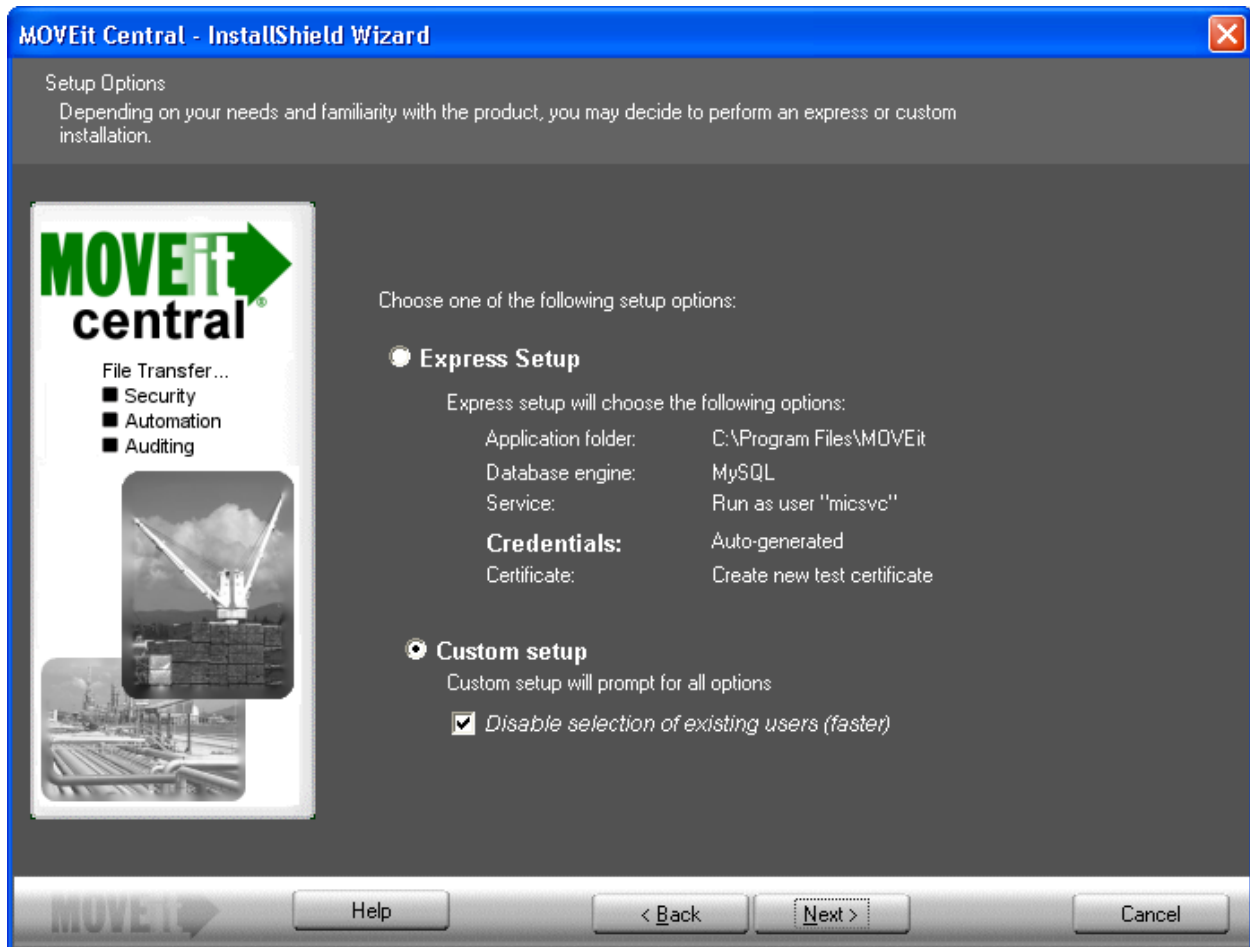 MOVEit Central - InstallShield Wizard
Setup Options
Depending on your needs and familiarity with the product, you may decide to perform an express or custom
installation.
MOVEit
central®
File Transfer...
■ Security
■ Automation
■ Auditing
Choose one of the following setup options:
Express Setup
Express setup will choose the following options:
Application folder: C:\Program Files\MOVEit
Database engine: MySQL
Service: Run as user "micsvc"
Credentials: Auto-generated
Certificate: Create new test certificate
Custom setup
Custom setup will prompt for all options
Disable selection of existing users (faster)
MOVEit
Help
< Back
Next >
Cancel